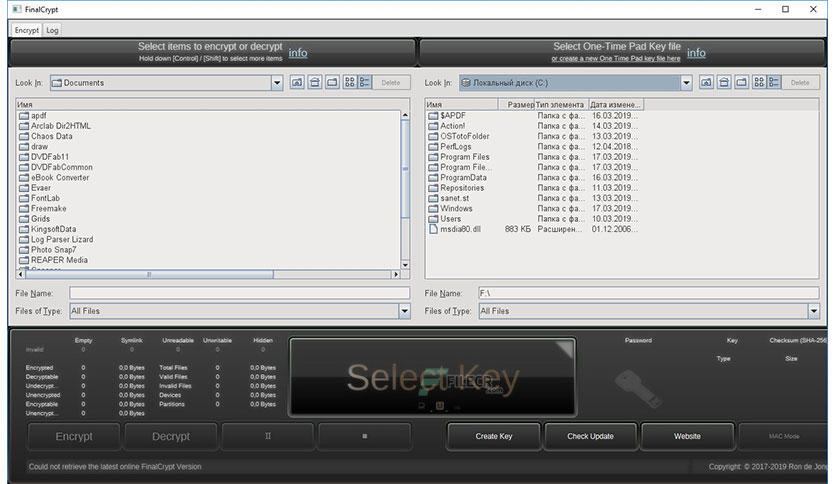 FinalCrypt
Encrypt Log
Select items to encrypt or decrypt
Hold down [Control] / [Shift] to select more items
info
Select One-Time Pad Key file
or create a new One Time Pad key file here
info
Look In: Documents Delete
Имя
apdf
Arclab Dir2HTML
Chaos Data
draw
DVDFab11
DVDFabCommon
eBook Converter
Evaer
FontLab
Freemake
Grids
KingsoftData
Log Parser Lizard
Photo Snap7
REAPER Media
File Name:
Files of Type: All Files
Look In: Локальный диск (C:) Delete
Имя Размер Тип элемента Дата измене...
$APDF Папка с фа... 16.03.2019...
Action! Папка с фа... 14.03.2019...
OSTotoFolder Папка с фа... 13.03.2019...
PerfLogs Папка с фа... 12.04.2018...
Program Files Папка с фа... 17.03.2019...
Program File... Папка с фа... 17.03.2019...
ProgramData Папка с фа... 16.03.2019...
Repositories Папка с фа... 11.03.2019...
sanet.st Папка с фа... 13.03.2019...
Windows Папка с фа... 17.03.2019...
Users Папка с фа... 10.03.2019...
msdia80.dll 883 КБ Расширен... 01.12.2006...
File Name: F:\
Files of Type: All Files
Empty Symlink Unreadable Unwritable Hidden
Invalid 0 0 0 0 0
Encrypted 0 0,0 Bytes Total Files 0 0,0 Bytes
Decryptable 0 0,0 Bytes Valid Files 0 0,0 Bytes
Undecrypt... 0 0,0 Bytes Invalid Files 0 0,0 Bytes
Unencrypted 0 0,0 Bytes Devices 0 0,0 Bytes
Encryptable 0 0,0 Bytes Partitions 0 0,0 Bytes
Unencrypt... 0 0,0 Bytes
Select Key
FILECR
.com
Password Key Checksum (SHA-256
Type Size
Encrypt Decrypt Create Key Check Update Website MAC Mode
Could not retrieve the latest online FinalCrypt Version
Copyright: © 2017-2019 Ron de Jong